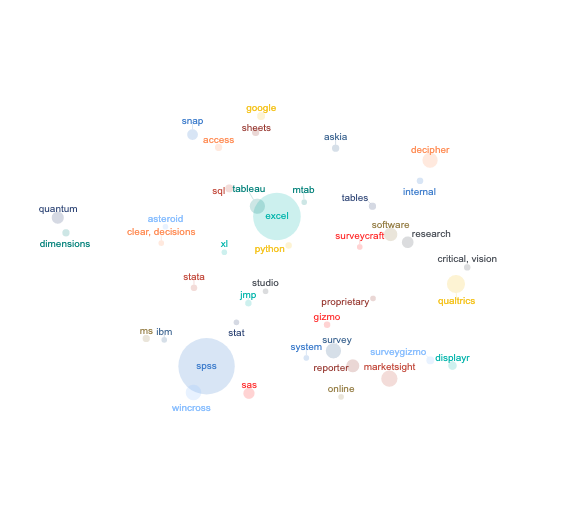 google
snap
sheets
askia
access
decipher
sql
tableau
mtab
internal
tables
quantum
excel
asteroid
software
clear, decisions
surveycraft
research
dimensions
xl
python
critical, vision
stata
studio
jmp
proprietary
qualtrics
gizmo
ms
ibm
stat
survey
system
surveygizmo
displayr
spss
reporter
marketsight
sas
online
wincross